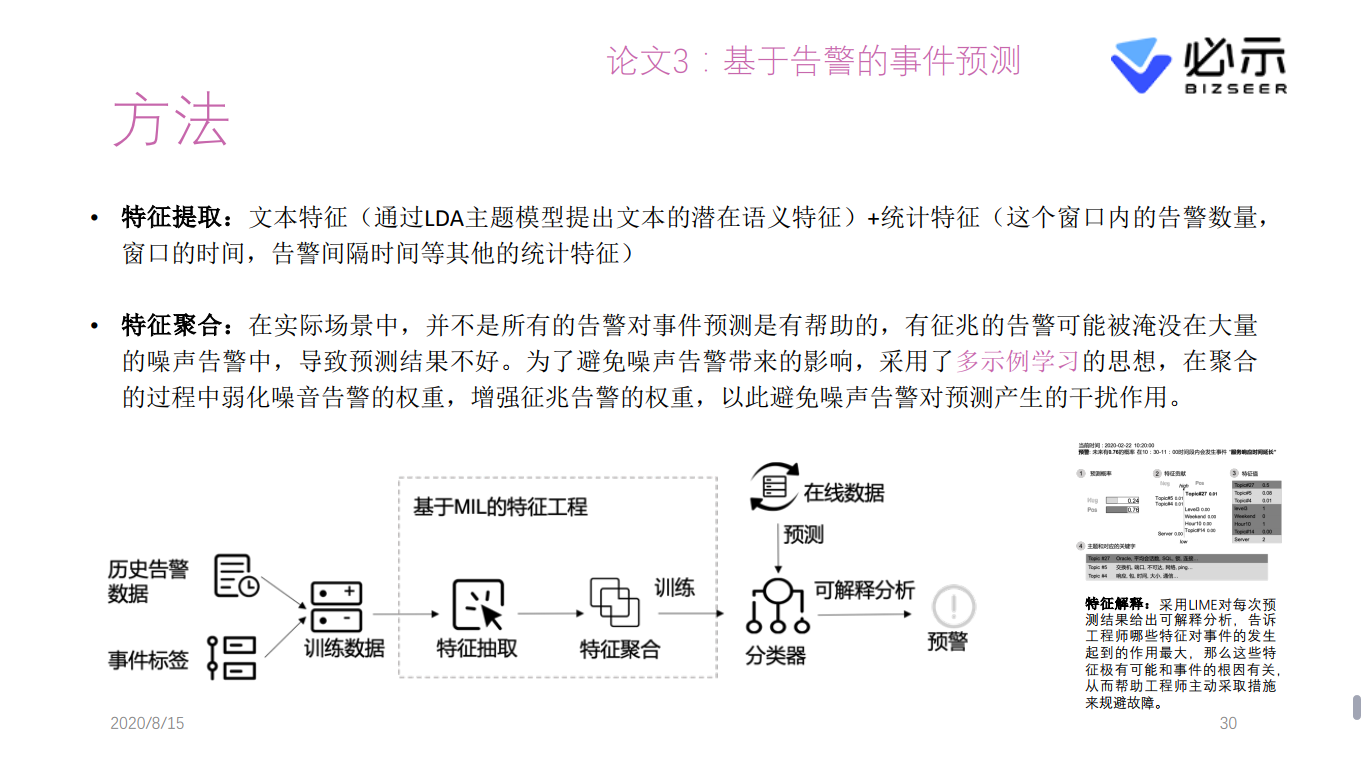 论文3：基于告警的事件预测
必示
BIZSEER
方法
• 特征提取：文本特征（通过LDA主题模型提出文本的潜在语义特征）+统计特征（这个窗口内的告警数量，
窗口的时间，告警间隔时间等其他的统计特征）
• 特征聚合：在实际场景中，并不是所有的告警对事件预测是有帮助的，有征兆的告警可能被淹没在大量
的噪声告警中，导致预测结果不好。为了避免噪声告警带来的影响，采用了多示例学习的思想，在聚合
的过程中弱化噪音告警的权重，增强征兆告警的权重，以此避免噪声告警对预测产生的干扰作用。
历史告警
数据
事件标签
训练数据
基于MIL的特征工程
特征抽取
特征聚合
训练
在线数据
预测
分类器
可解释分析
预警
当前时间：2020-02-22 10:20:00
预警: 未来有0.76的概率 在10：30-11：00时间段内会发生事件 "服务响应时间延长"
1 预测概率
Neg 0.24
Pos 0.76
2 特征贡献
Neg high Pos
Topic#27 0.01
Topic#5 0.01
Topic#4 0.01
Level3 0.00
Weekend 0.00
Hour10 0.00
Topic#14 0.00
Server 0.00
low
3 特征值
Topic#27 0.5
Topic#5 0.08
Topic#4 0.01
level3 1
Weekend 0
Hour10 1
Topic#14 0.00
Server 2
4 主题和对应的关键字
Topic #27 Oracle, 平均会话数, SQL, 锁, 连接…
Topic #5 交换机, 端口, 不可达, 网络, ping…
Topic #4 响应, 包, 时间, 大小, 通信…
特征解释：采用LIME对每次预
测结果给出可解释分析，告诉
工程师哪些特征对事件的发生
起到的作用最大，那么这些特
征极有可能和事件的根因有关，
从而帮助工程师主动采取措施
来规避故障。
2020/8/15
30